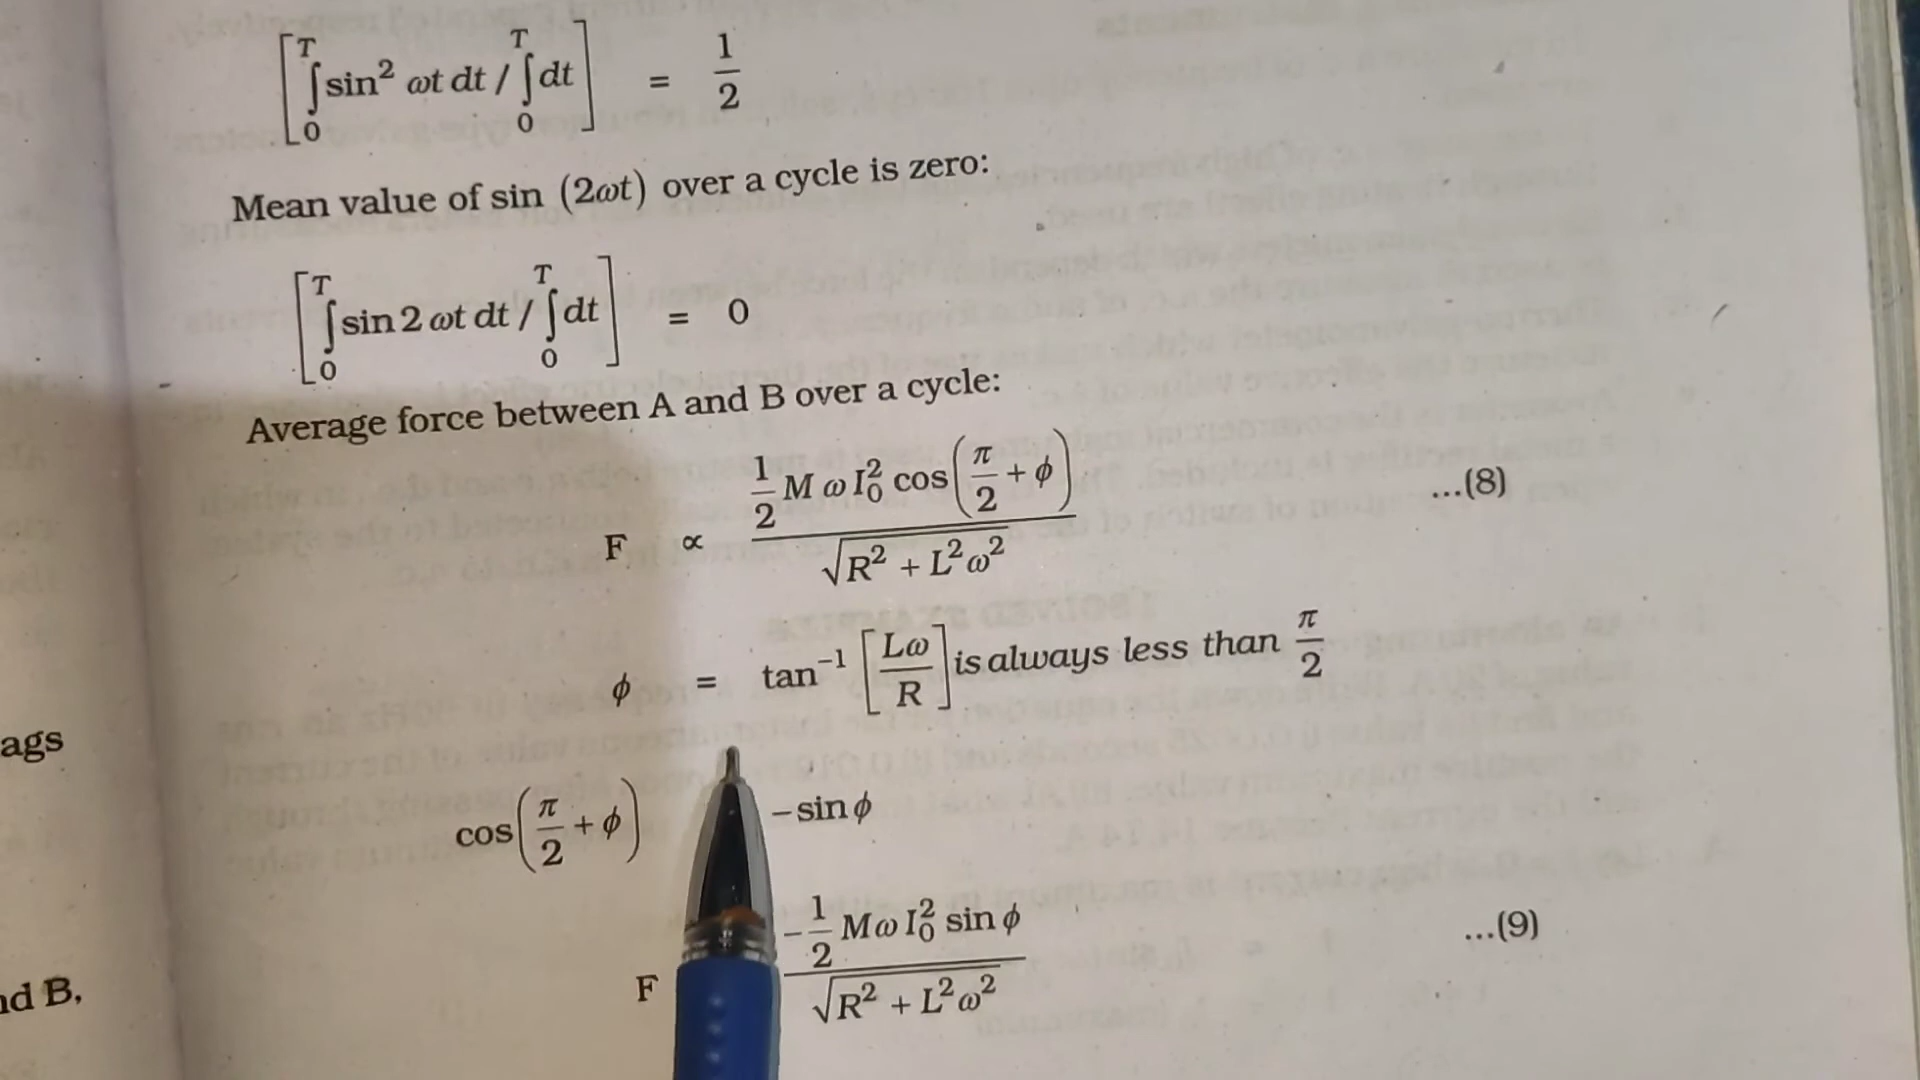 [∫₀ᵀ sin² ωt dt / ∫₀ᵀ dt] = 1/2
Mean value of sin (2ωt) over a cycle is zero:
[∫₀ᵀ sin 2 ωt dt / ∫₀ᵀ dt] = 0
Average force between A and B over a cycle:
F ∝ (1/2 M ω I₀² cos(π/2 + ϕ)) / √(R² + L²ω²) ...(8)
ϕ = tan⁻¹ [Lω/R] is always less than π/2
ags
cos(π/2 + ϕ) – sin ϕ
F –1/2 Mω I₀² sin ϕ / √(R² + L²ω²) ...(9)
B,